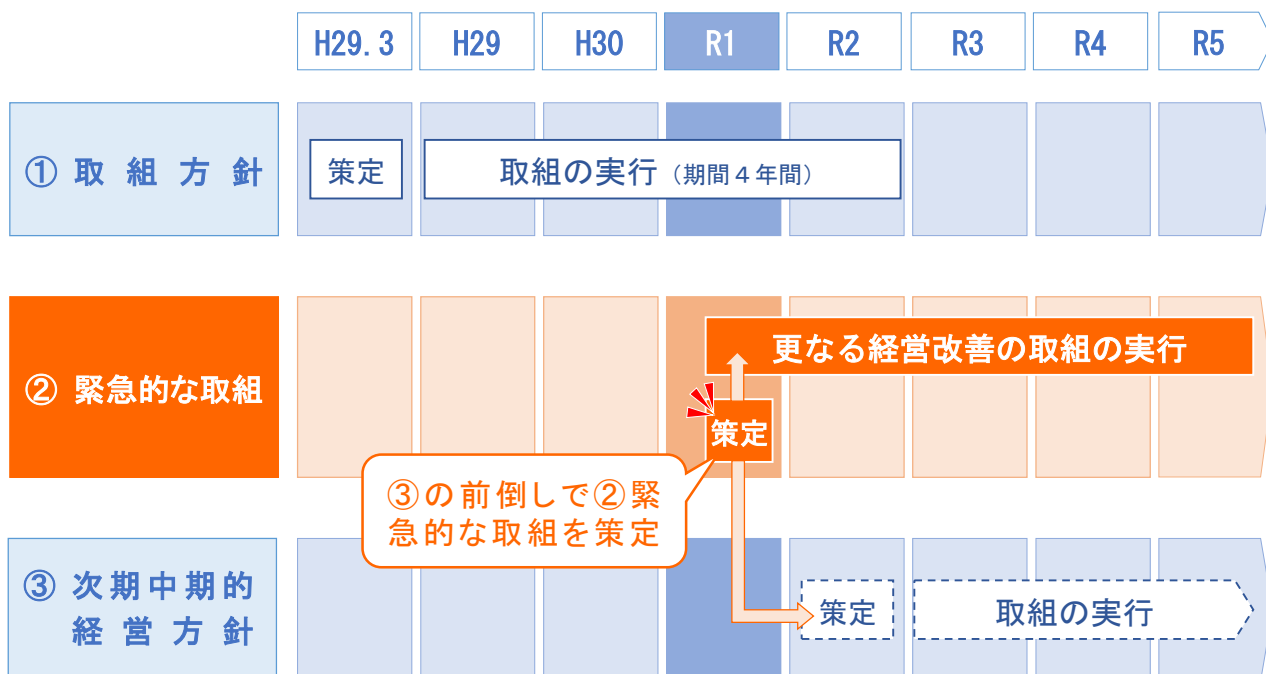 H29.3 H29 H30 R1 R2 R3 R4 R5
① 取組方針
策定
取組の実行（期間４年間）
② 緊急的な取組
更なる経営改善の取組の実行
策定
③の前倒しで②緊
急的な取組を策定
③ 次期中期的
経営方針
策定
取組の実行